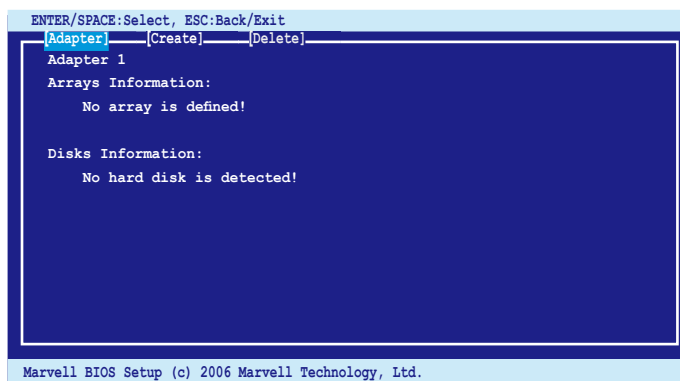 ENTER/SPACE:Select, ESC:Back/Exit
[Adapter] [Create] [Delete]
Adapter 1
Arrays Information:
No array is defined!
Disks Information:
No hard disk is detected!
Marvell BIOS Setup (c) 2006 Marvell Technology, Ltd.